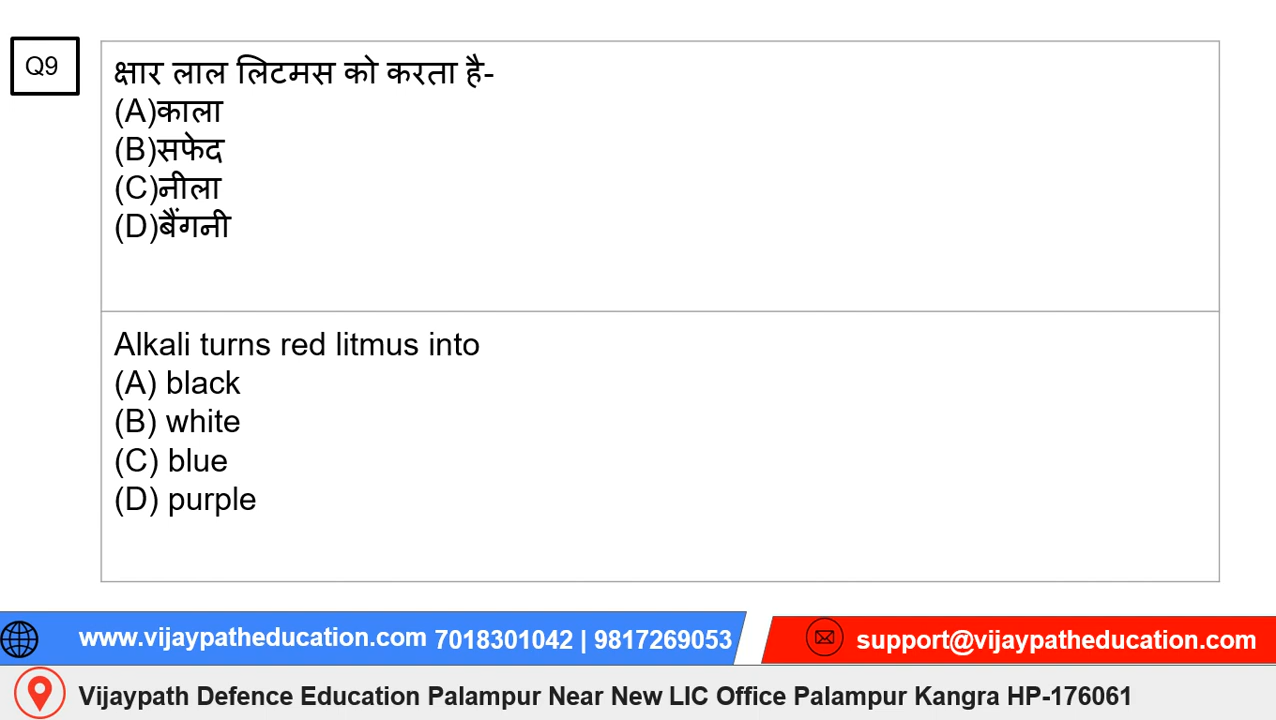 Q9
क्षार लाल लिटमस को करता है-
(A)काला
(B)सफेद
(C)नीला
(D)बैंगनी
Alkali turns red litmus into
(A) black
(B) white
(C) blue
(D) purple
www.vijaypatheducation.com 7018301042 | 9817269053
support@vijaypatheducation.com
Vijaypath Defence Education Palampur Near New LIC Office Palampur Kangra HP-176061